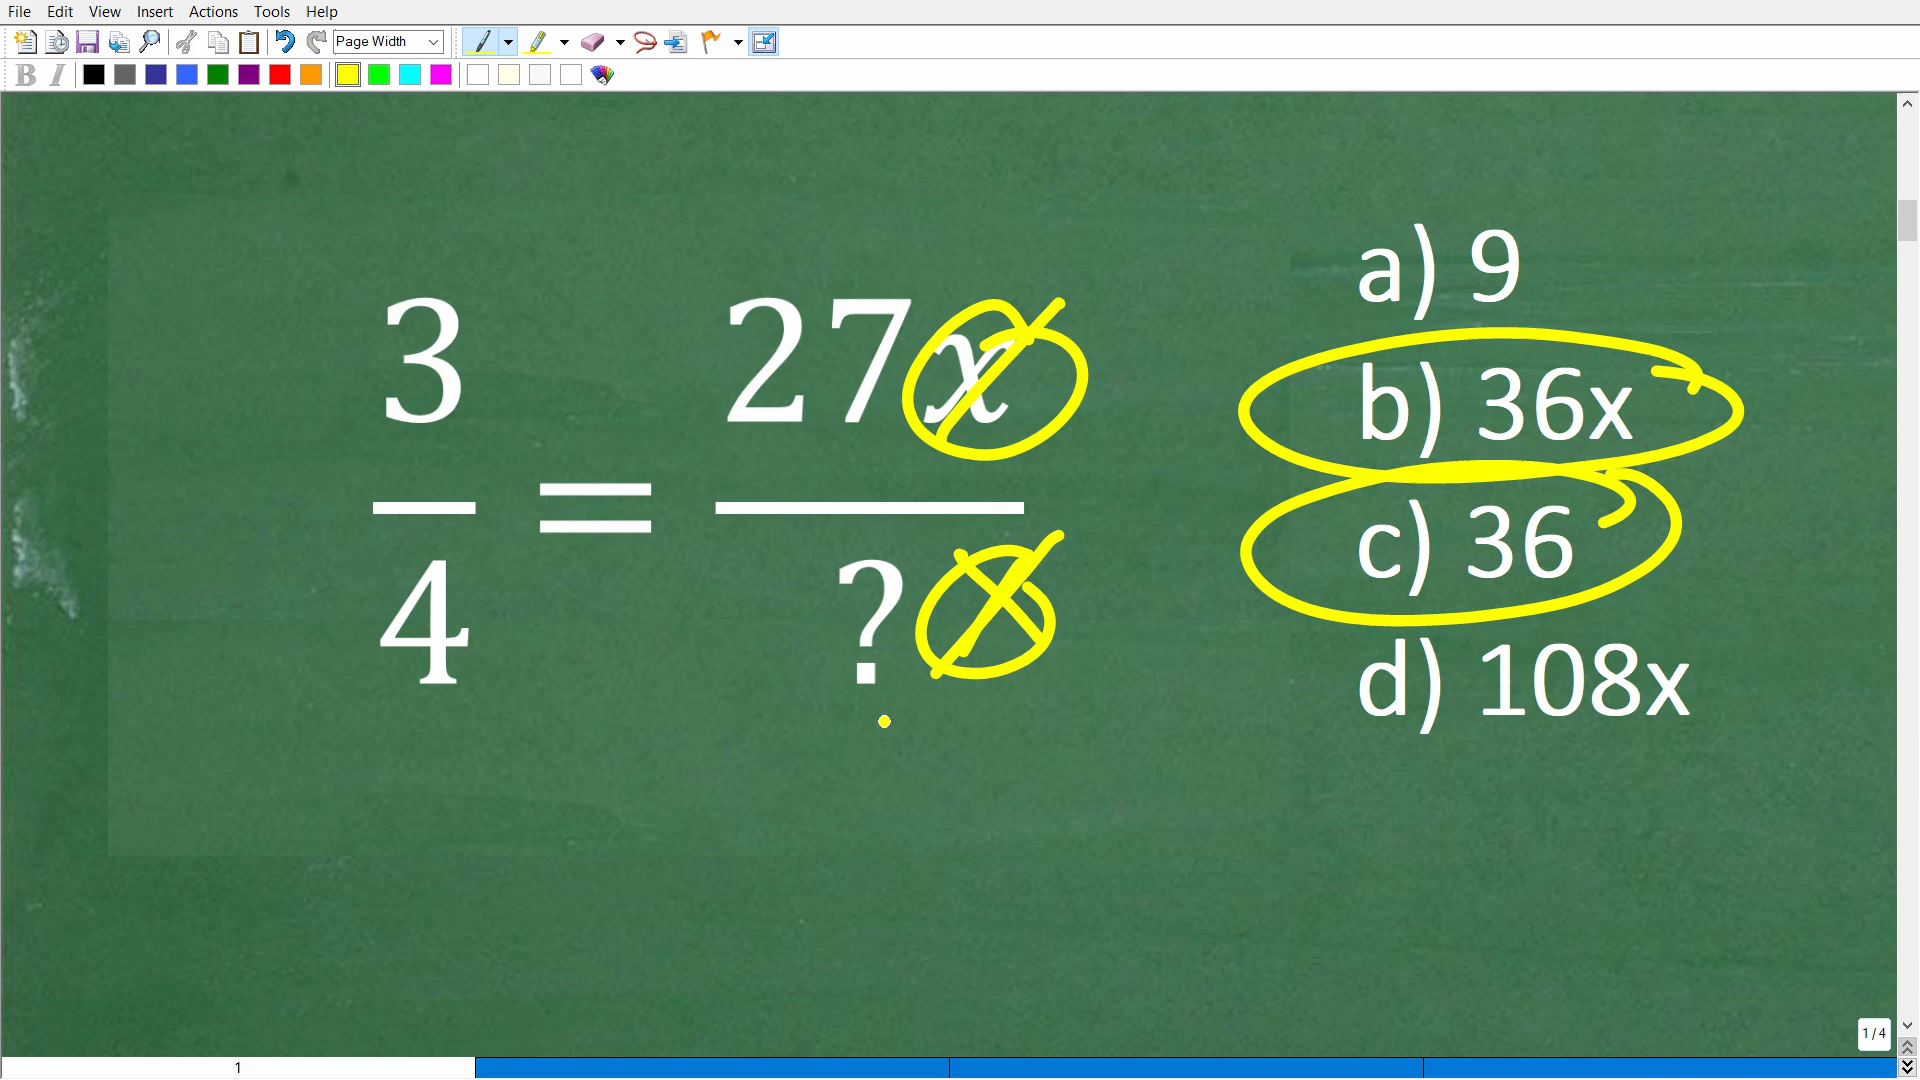 File Edit View Insert Actions Tools Help
Page Width
B I
3/4 = 27x/? x
a) 9
b) 36x
c) 36
d) 108x
1 / 4
1